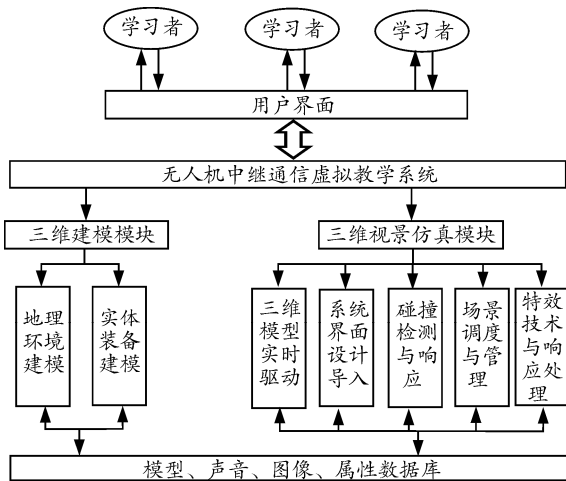 学习者
学习者
学习者
用户界面
无人机中继通信虚拟教学系统
三维建模模块
三维视景仿真模块
地理
环境
建模
实体
装备
建模
三维
模型
实时
驱动
系统
界面
设计
导入
碰撞
检测
与响
应
场景
调度
与管
理
特效
技术
与响
应处
理
模型、声音、图像、属性数据库